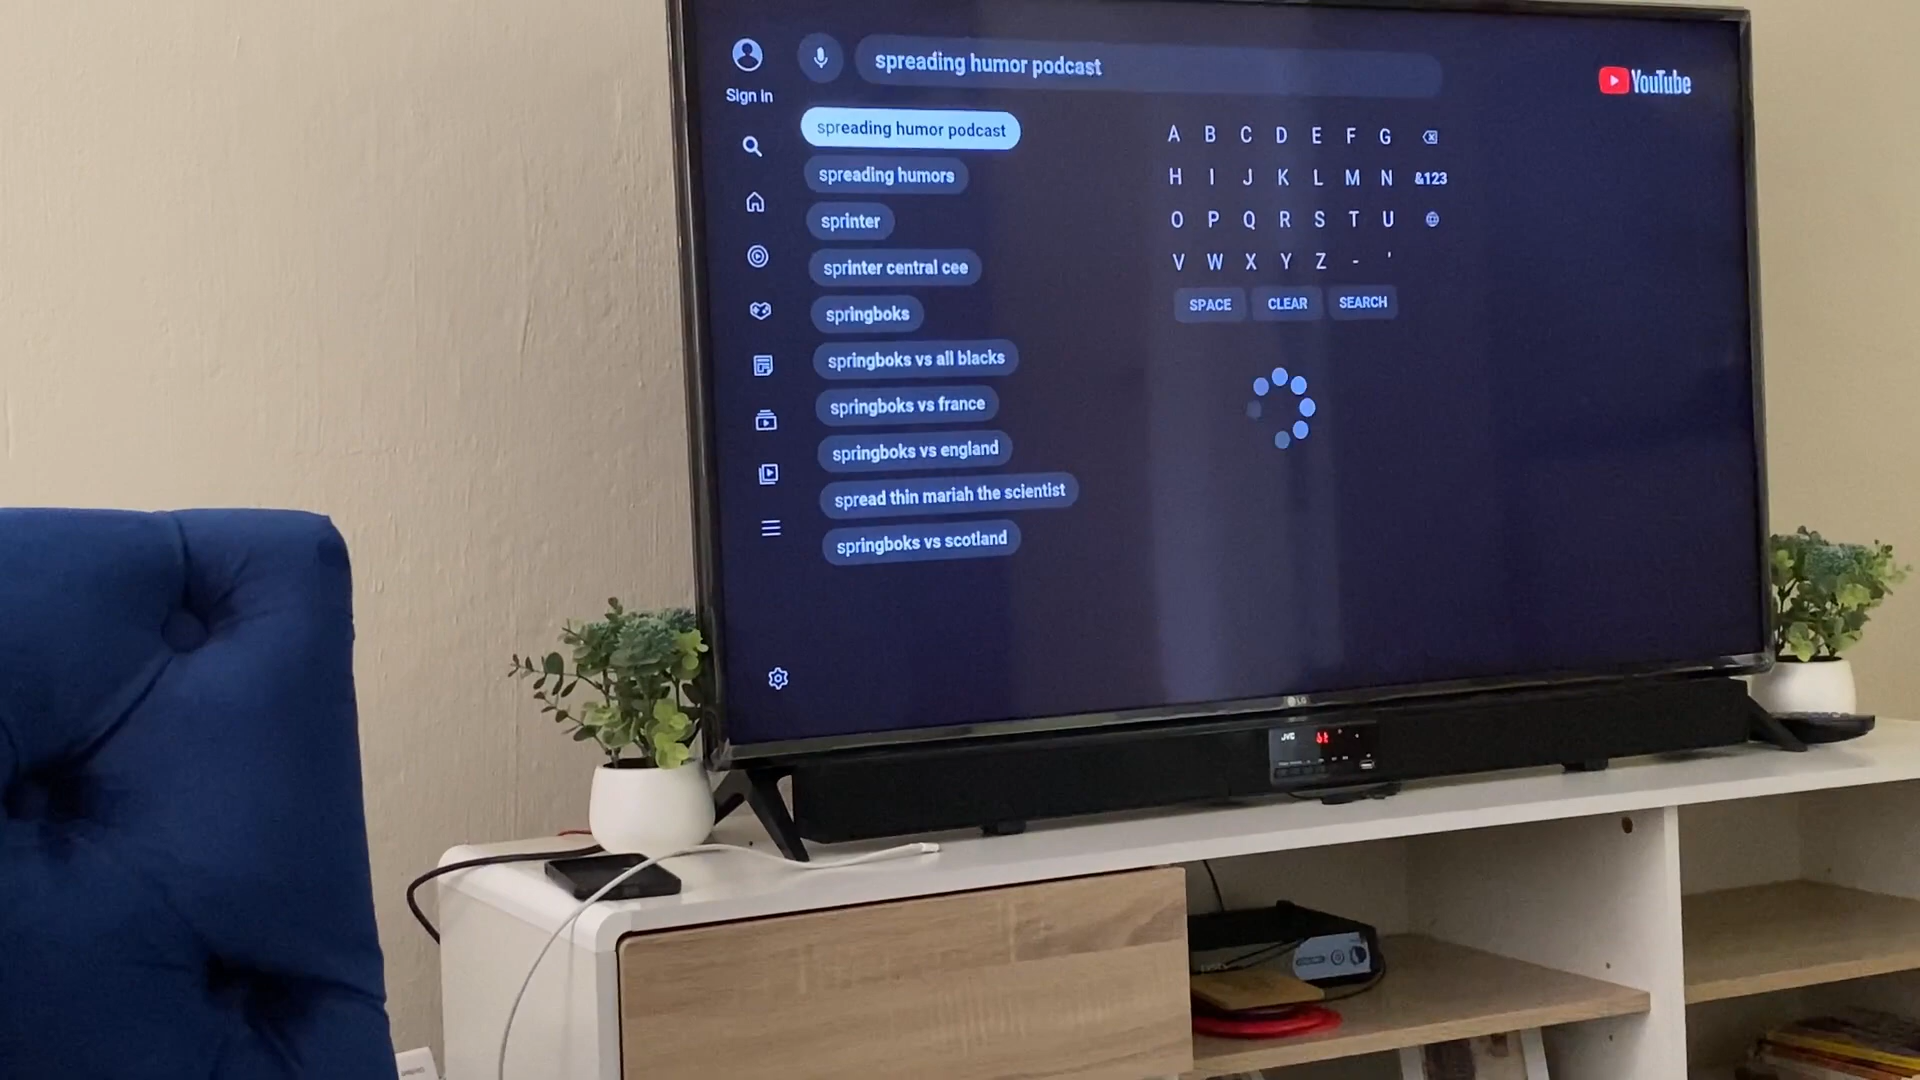 Sign in
spreading humor podcast
YouTube
spreading humor podcast
spreading humors
sprinter
sprinter central cee
springboks
springboks vs all blacks
springboks vs france
springboks vs england
spread thin mariah the scientist
springboks vs scotland
A B C D E F G
H I J K L M N &123
O P Q R S T U
V W X Y Z - '
SPACE CLEAR SEARCH
LG
JVC